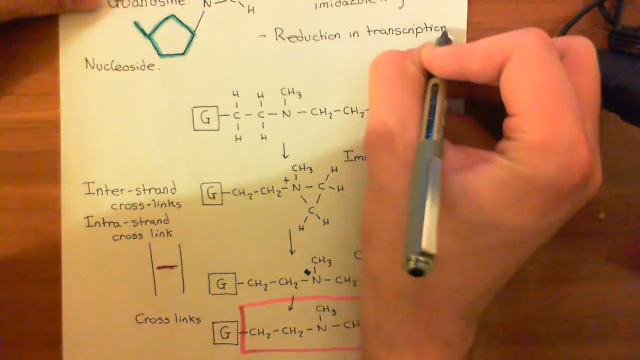 Guanosine.
N - C
- Reduction in transcription
Nucleoside.
H H CH₃
G - C - C - N - CH₂ - CH₂
H H
CH₃ H
Inter-strand
cross-links
G - CH₂ - CH₂ - N⁺ - C - H
Intra-strand
cross link
C
H H
CH₃
G - CH₂ - CH₂ - N - CH₂
Cross links
CH₃
G - CH₂ - CH₂ - N - CH